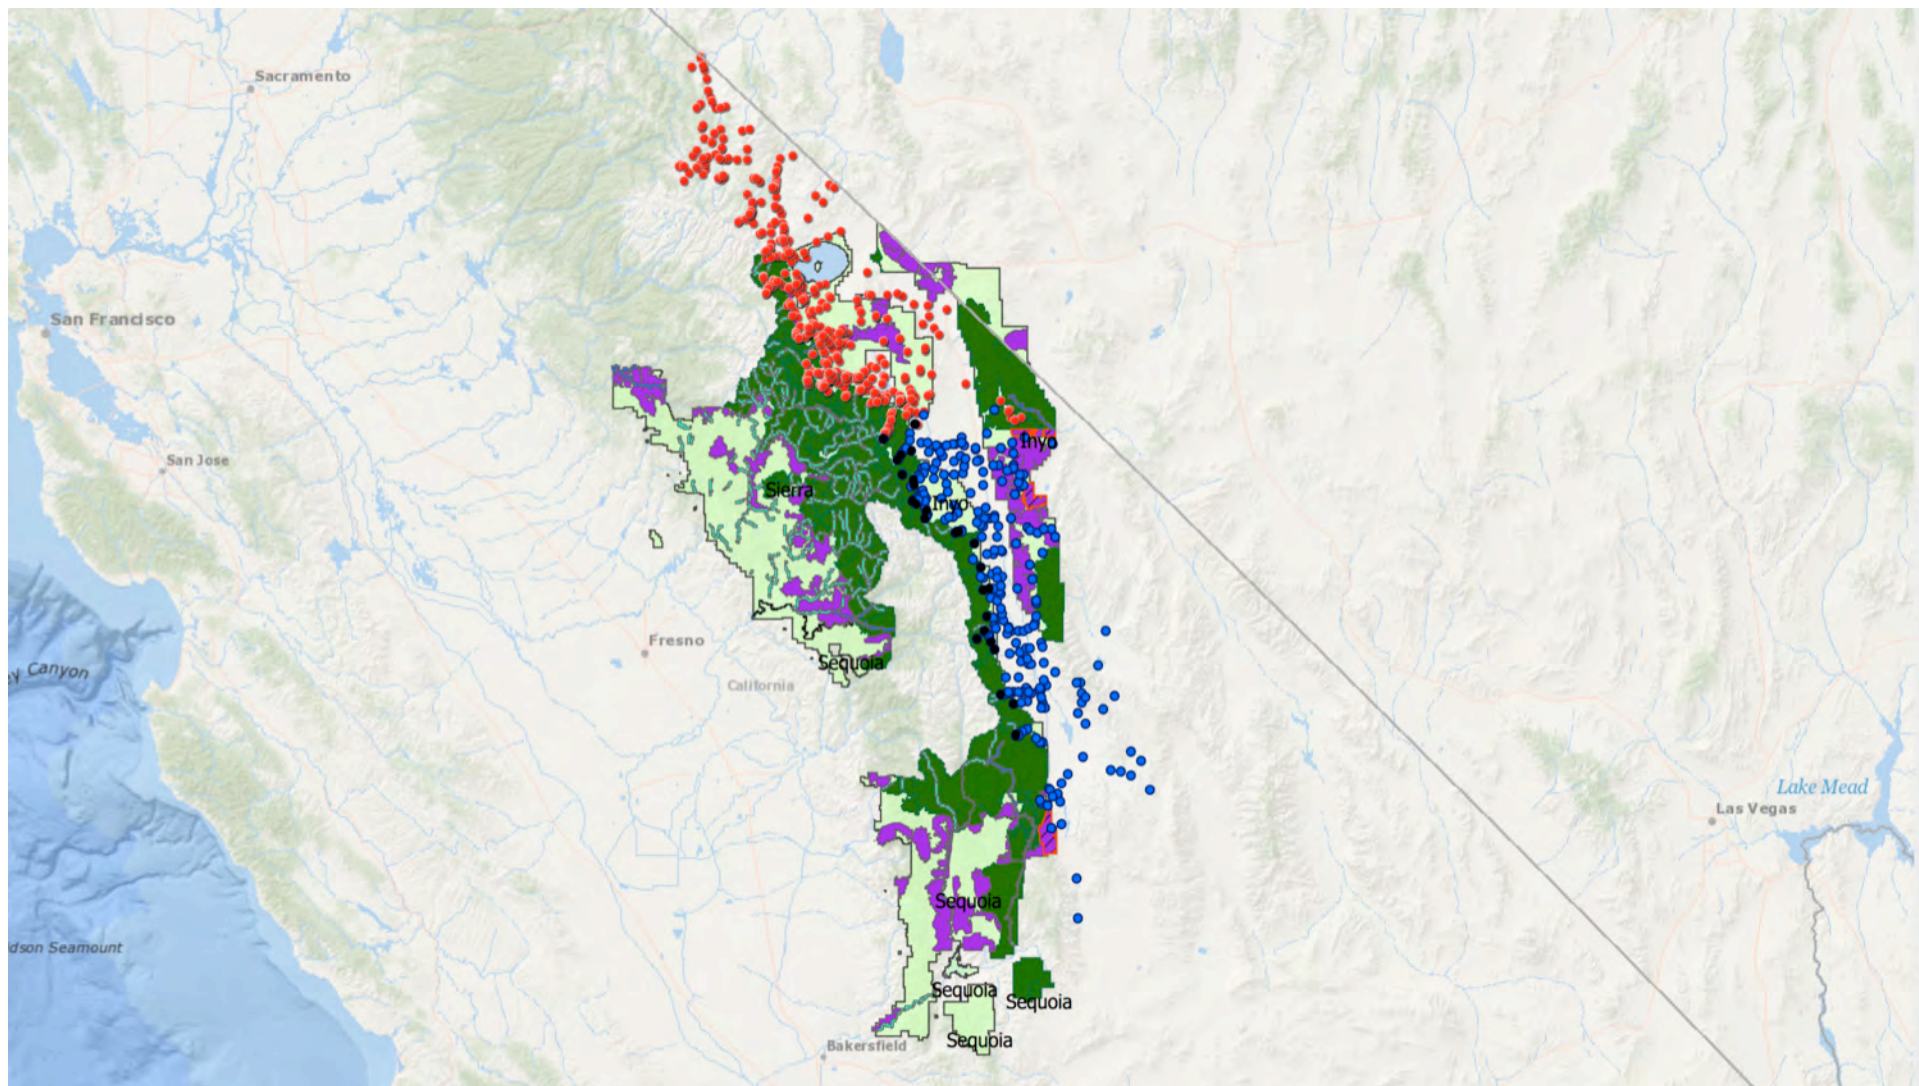 Sacramento
San Francisco
San Jose
Inyo
Sierra
Inyo
Fresno
Sequoia
California
ey Canyon
Lake Mead
Las Vegas
Sequoia
dson Seamount
Sequoia
Sequoia
Sequoia
Bakersfield